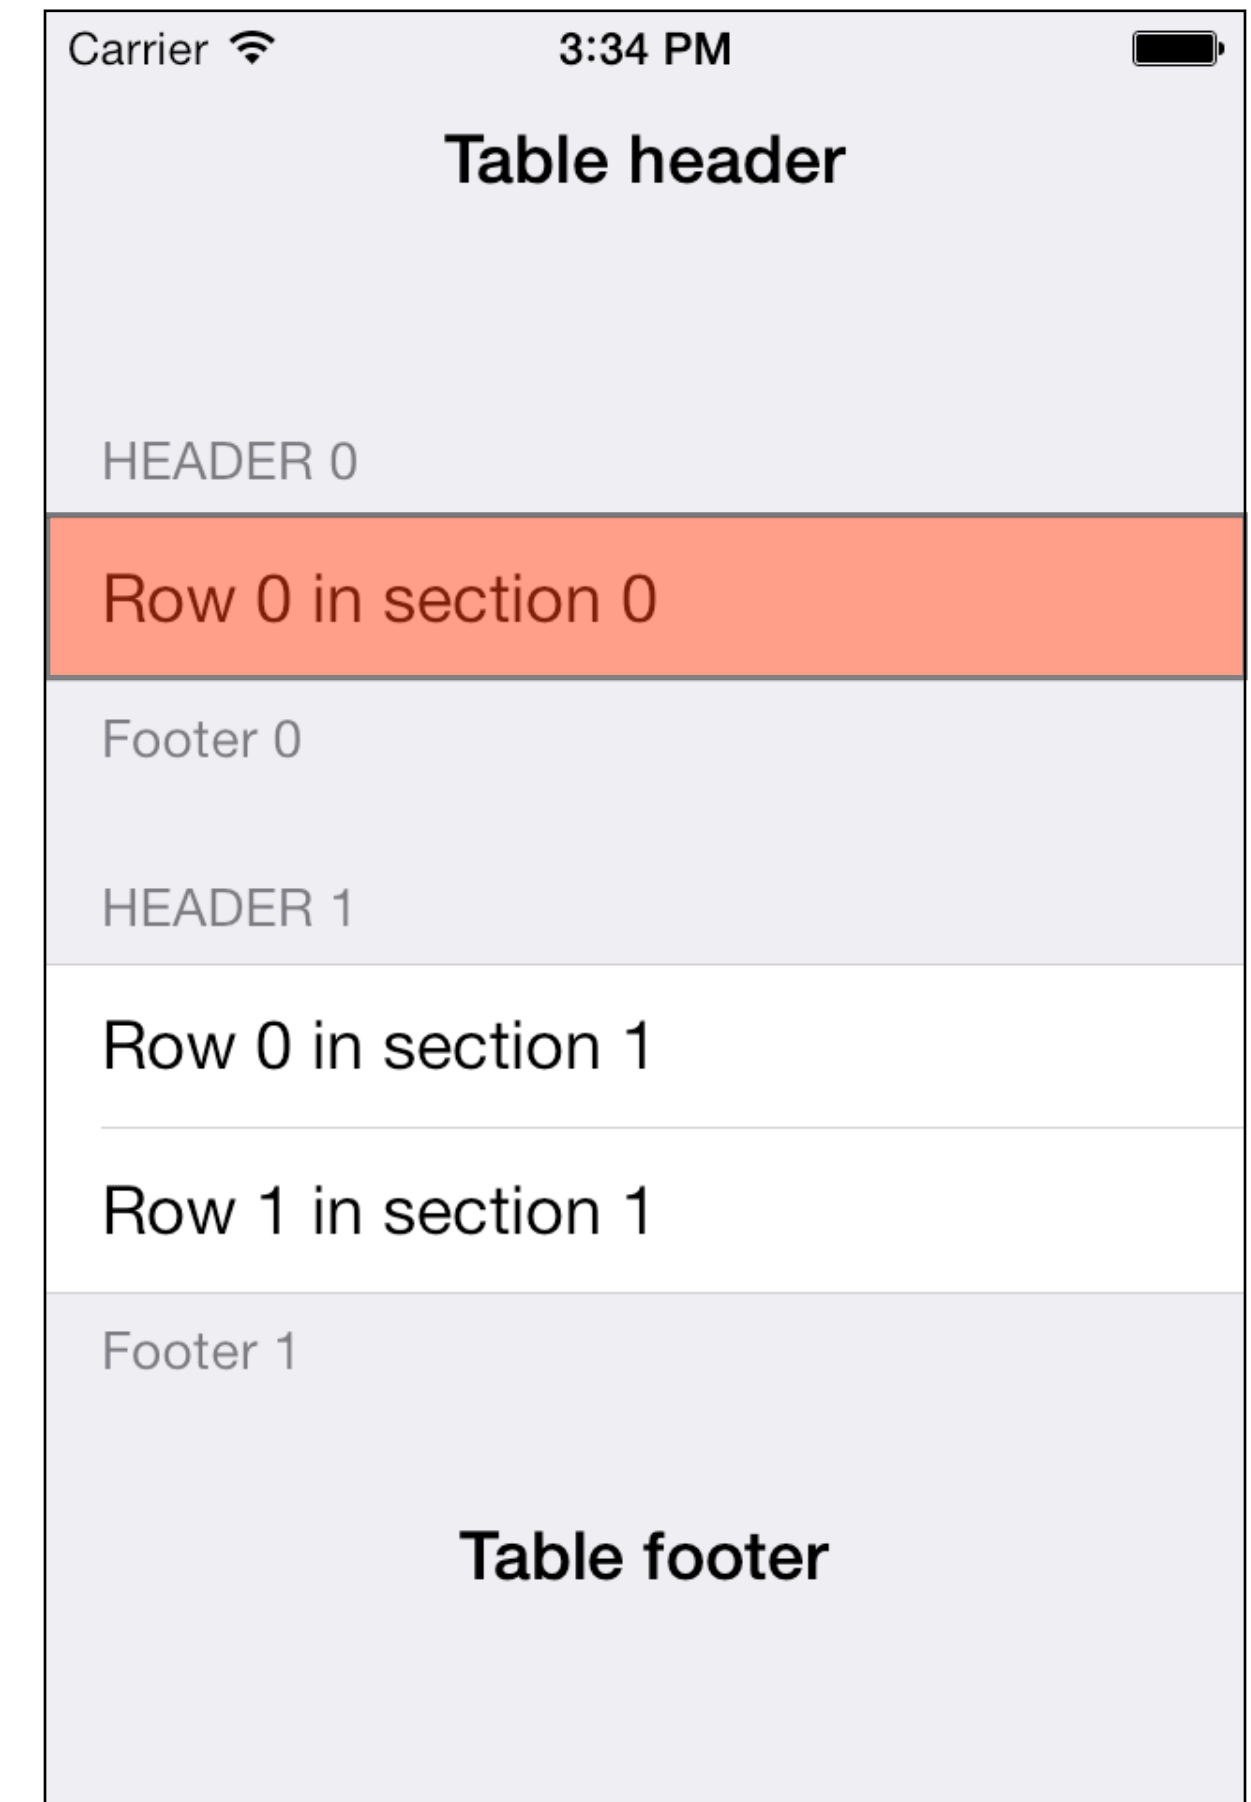 Carrier 3:34 PM
Table header
HEADER 0
Row 0 in section 0
Footer 0
HEADER 1
Row 0 in section 1
Row 1 in section 1
Footer 1
Table footer